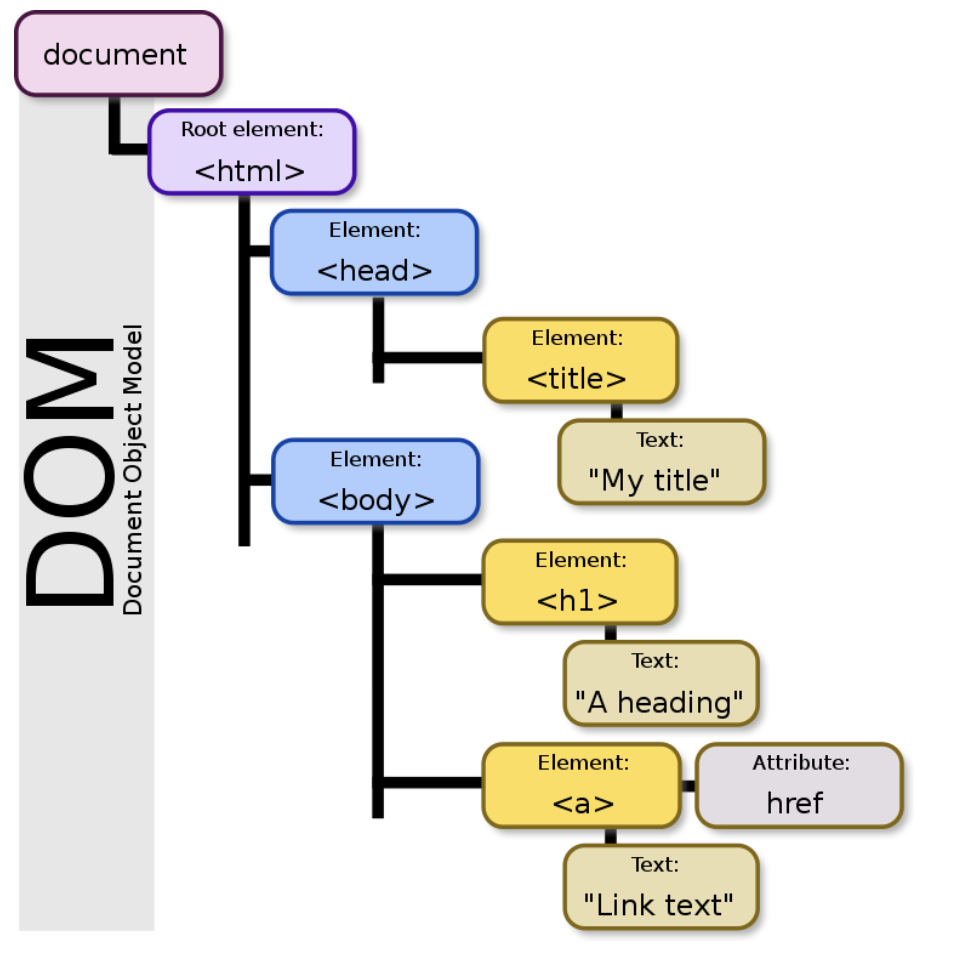 document
Root element:
<html>
Element:
<head>
Element:
<title>
Text:
"My title"
Element:
<body>
Element:
<h1>
Text:
"A heading"
Element:
<a>
Attribute:
href
Text:
"Link text"
DOM
Document Object Model